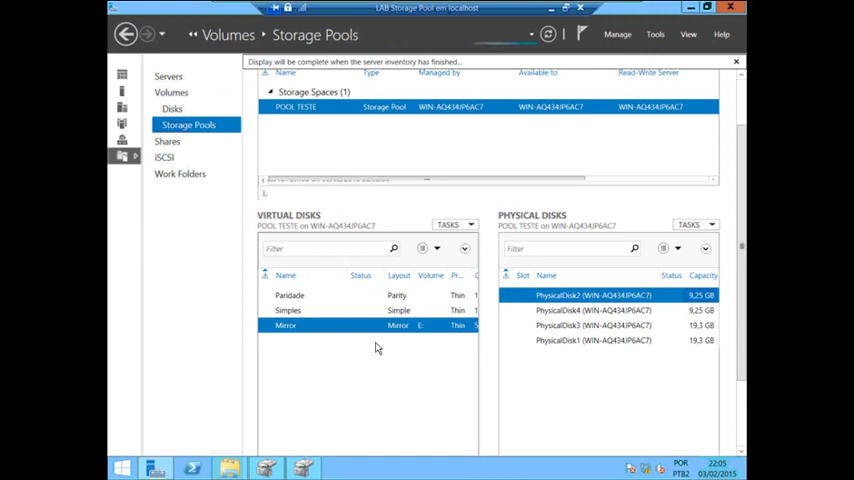 LAB Storage Pool em localhost
Volumes Storage Pools Manage Tools View Help
Display will be complete when the server inventory has finished...
Servers
Volumes
Disks
Storage Pools
Shares
iSCSI
Work Folders
Name Type Managed by Available to Read-Write Server
Storage Spaces (1)
POOL TESTE Storage Pool WIN-AQ434JP6AC7 WIN-AQ434JP6AC7 WIN-AQ434JP6AC7
VIRTUAL DISKS
POOL TESTE on WIN-AQ434JP6AC7
TASKS
Filter
Name Status Layout Volume Pr...
Paridade Parity Thin
Simples Simple Thin
Mirror Mirror E: Thin
PHYSICAL DISKS
POOL TESTE on WIN-AQ434JP6AC7
TASKS
Filter
Slot Name Status Capacity
PhysicalDisk2 (WIN-AQ434JP6AC7) 9,25 GB
PhysicalDisk4 (WIN-AQ434JP6AC7) 9,25 GB
PhysicalDisk3 (WIN-AQ434JP6AC7) 19,3 GB
PhysicalDisk1 (WIN-AQ434JP6AC7) 19,3 GB
POR
PTB2
22:05
03/02/2015